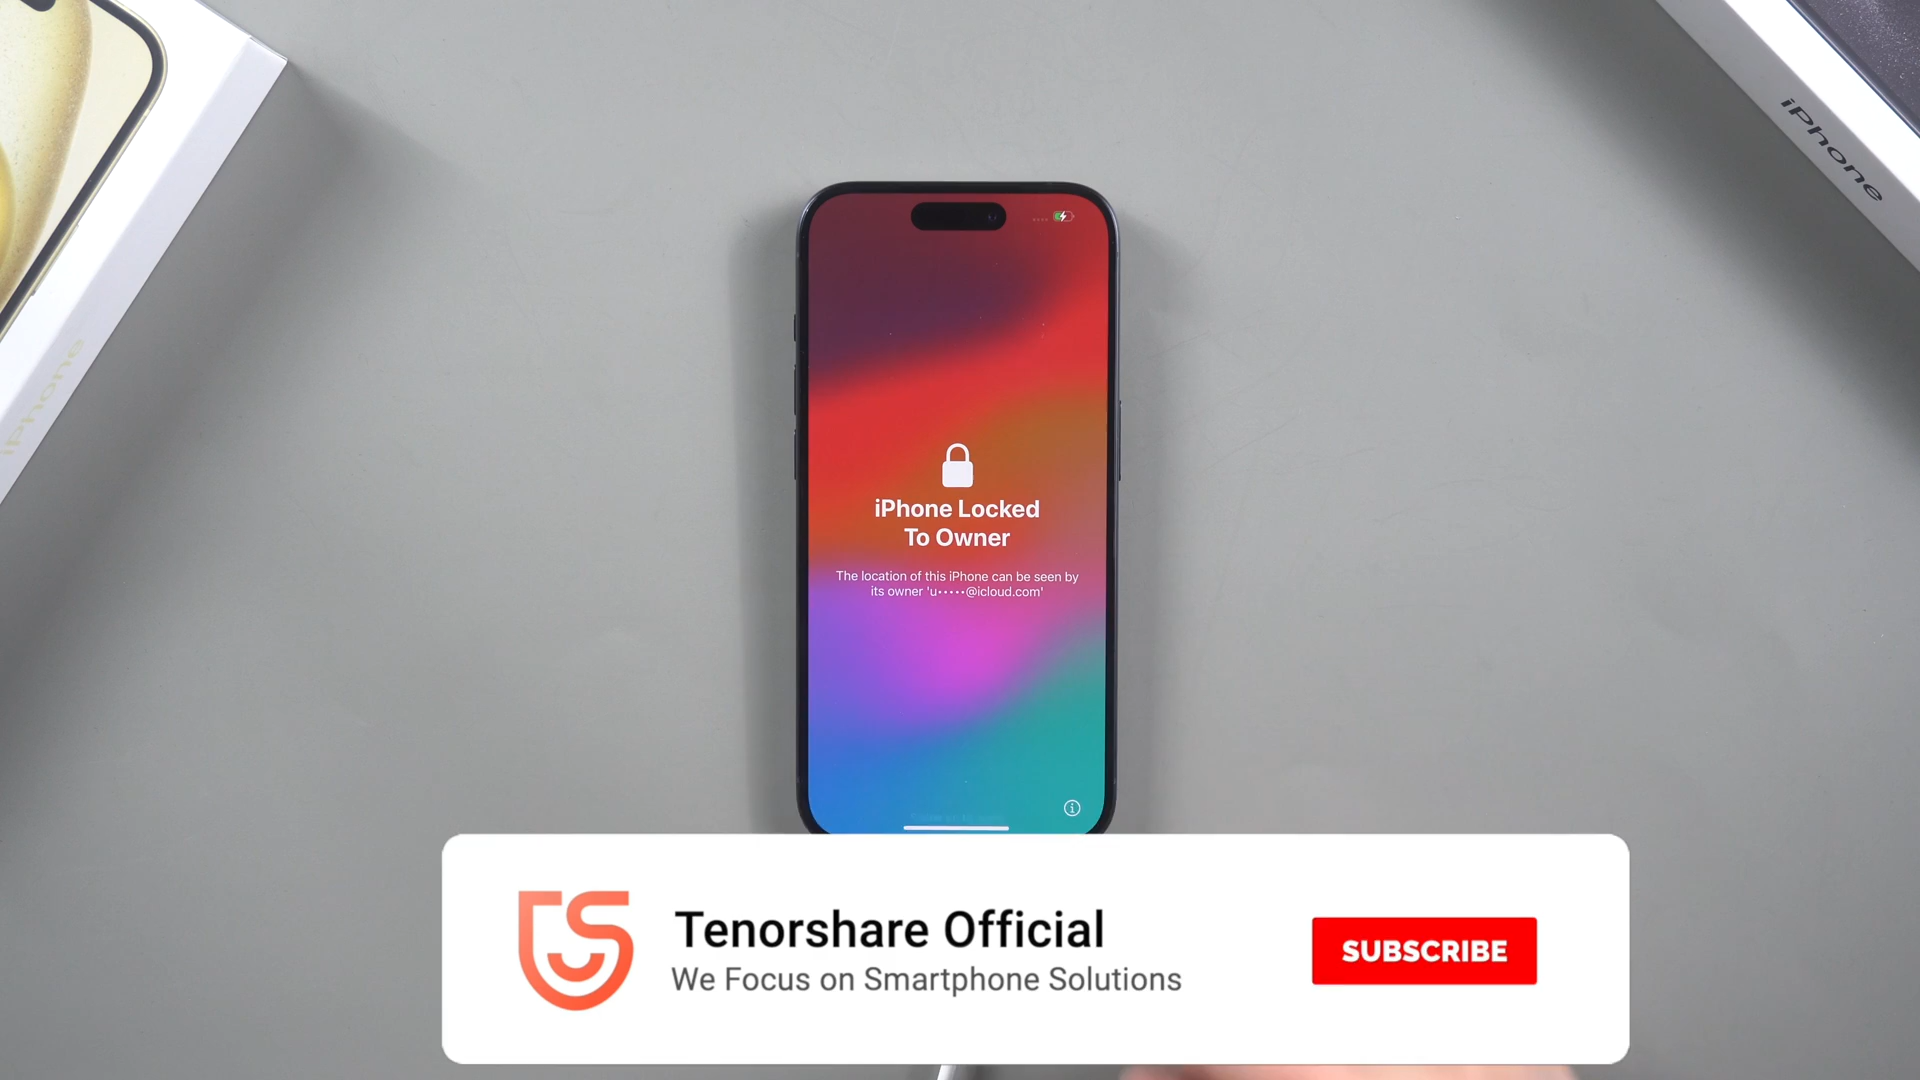 iPhone
iPhone
iPhone Locked
To Owner
The location of this iPhone can be seen by
its owner 'u•••••@icloud.com'
Tenorshare Official
We Focus on Smartphone Solutions
SUBSCRIBE